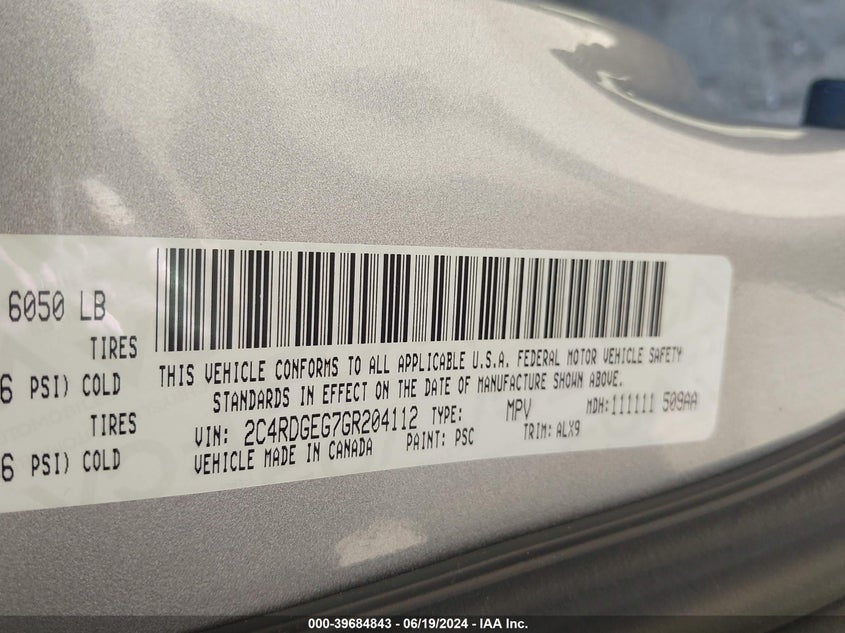 6050 LB
TIRES
6 PSI) COLD
TIRES
6 PSI) COLD
THIS VEHICLE CONFORMS TO ALL APPLICABLE U.S.A. FEDERAL MOTOR VEHICLE SAFETY
STANDARDS IN EFFECT ON THE DATE OF MANUFACTURE SHOWN ABOVE.
VIN: 2C4RDGEG7GR204112 TYPE: MPV MDH:111111 509AA
VEHICLE MADE IN CANADA PAINT: PSC TRIM: ALX9
000-39684843 / 06/19/2024 - IAA Inc.